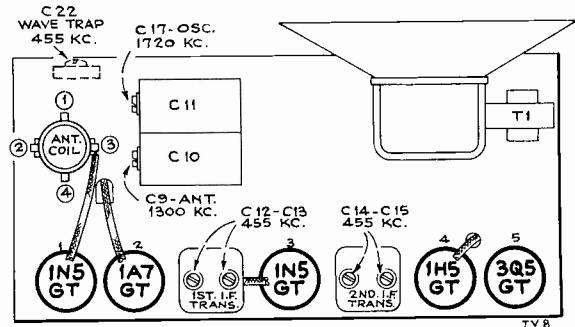 C22
WAVE TRAP
455 KC.
C17-OSC.
1720 KC.
C11
C10
T1
1
ANT.
COIL
2
3
4
C9-ANT.
1300 KC.
C12-C13
455 KC.
C14-C15
455 KC.
1
1N5
GT
2
1A7
GT
1ST. I.F.
TRANS.
3
1N5
GT
2ND. I.F.
TRANS.
4
1H5
GT
5
3Q5
GT
TV8